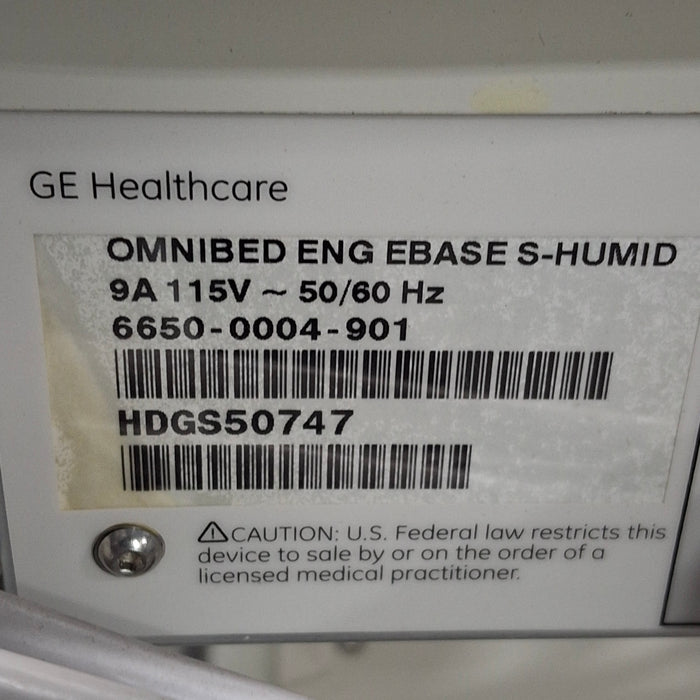 GE Healthcare
OMNIBED ENG EBASE S-HUMID
9A 115V ~ 50/60 Hz
6650-0004-901
HDGS50747
⚠CAUTION: U.S. Federal law restricts this
device to sale by or on the order of a
licensed medical practitioner.